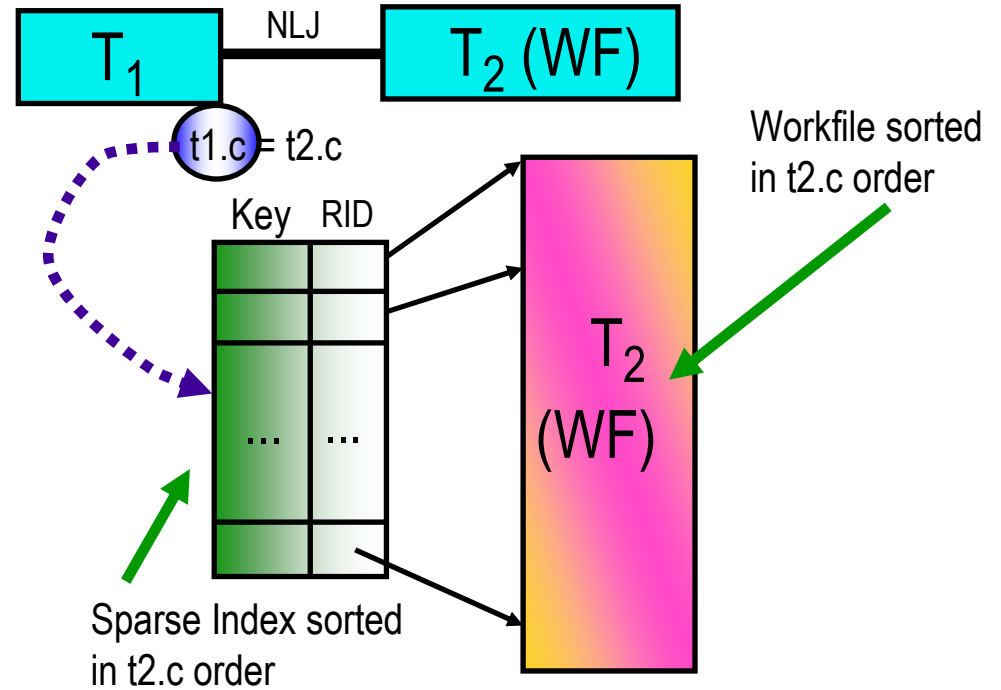 NLJ
T1
T2 (WF)
t1.c = t2.c
Workfile sorted
in t2.c order
Key RID
T2
(WF)
... ...
Sparse Index sorted
in t2.c order